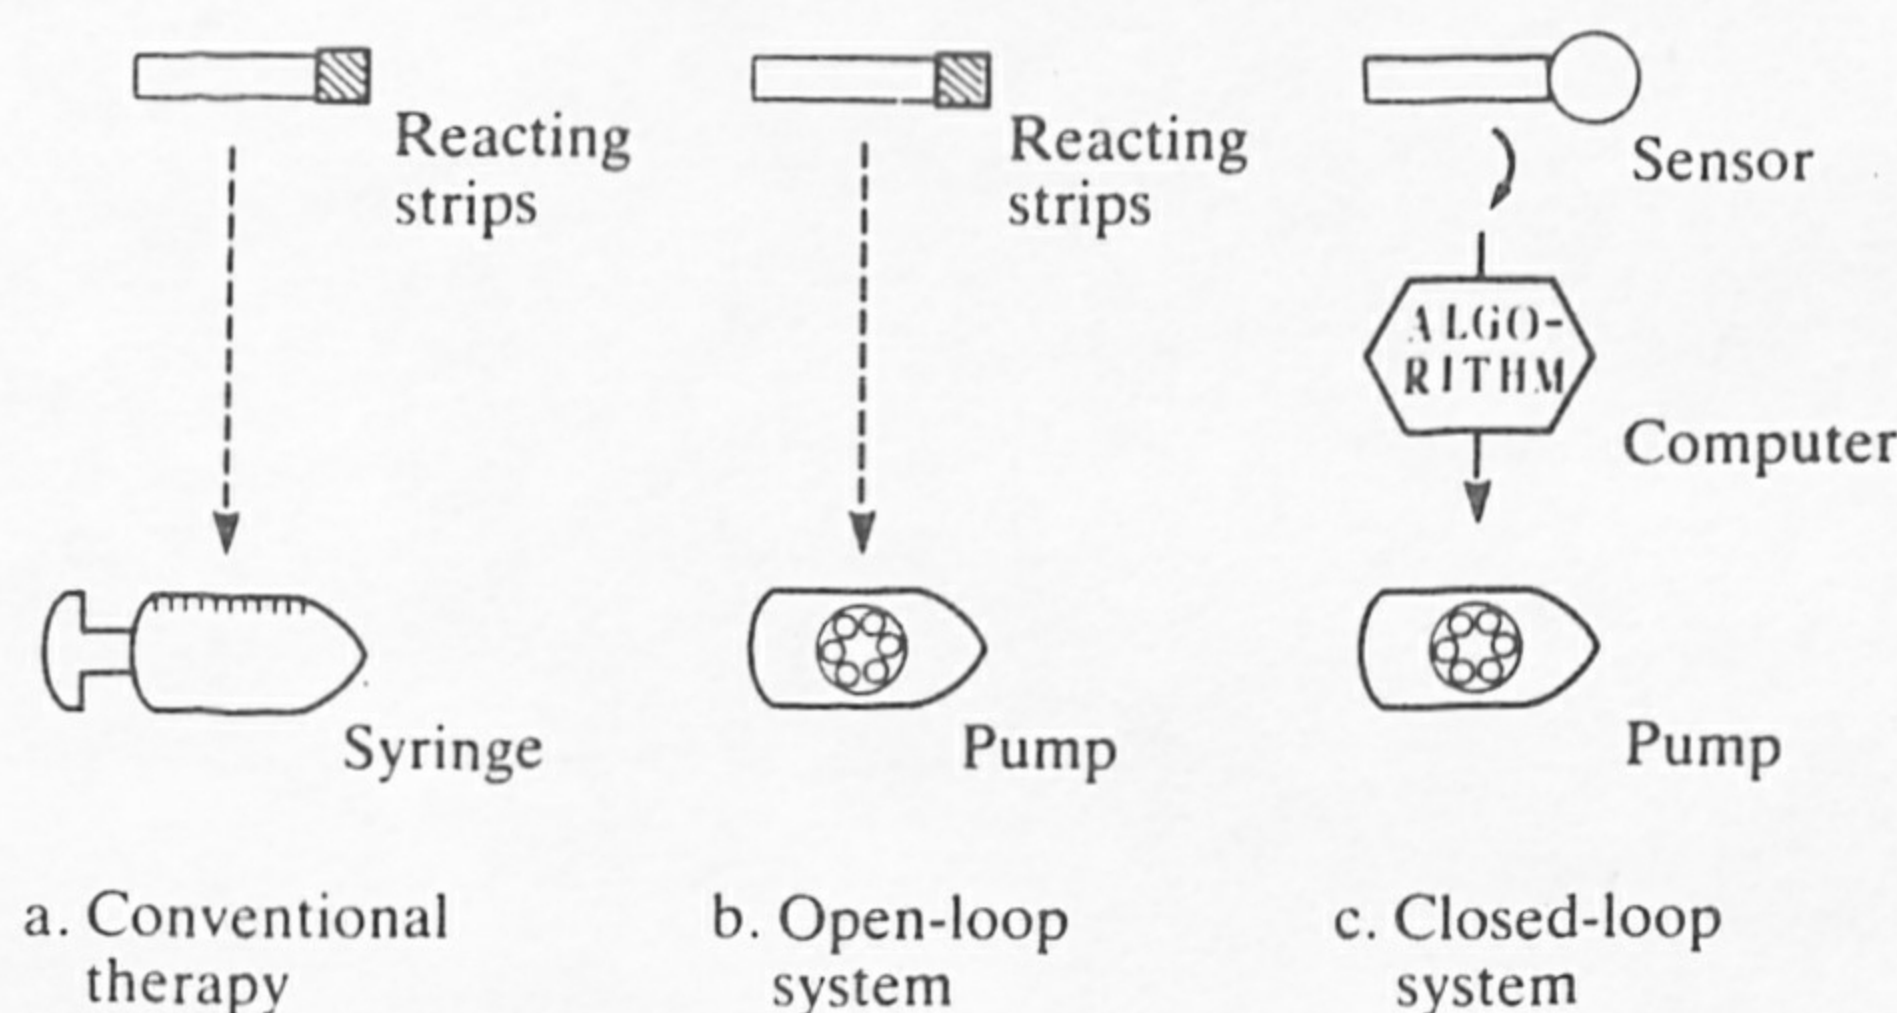 Reacting
strips
Reacting
strips
Sensor
ALGO-
RITHM
Computer
Syringe
Pump
Pump
a. Conventional
therapy
b. Open-loop
system
c. Closed-loop
system